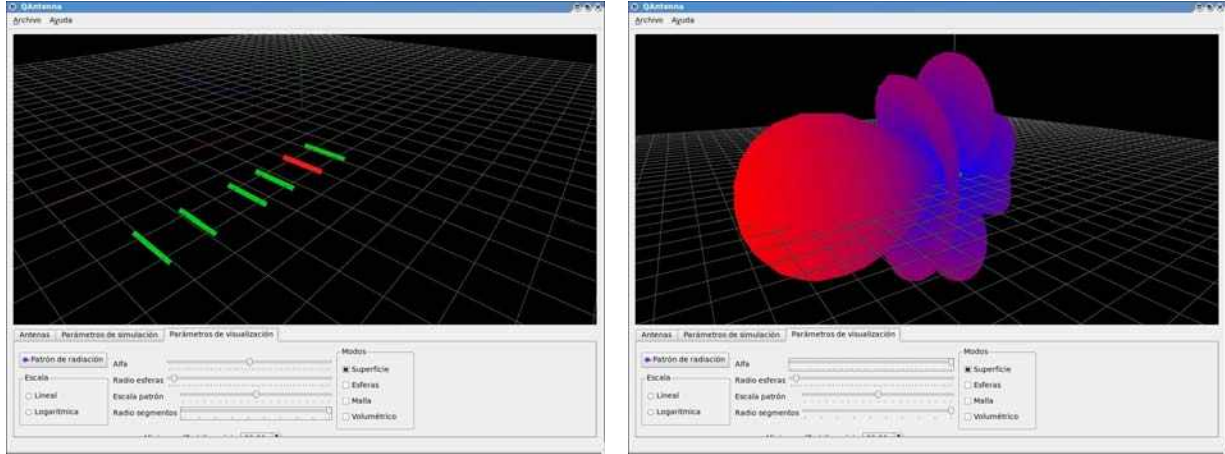 QAntenna
Archivo Ayuda
Antenas Parámetros de simulación Parámetros de visualización
Patrón de radiación
Escala
Lineal
Logarítmica
Alfa
Radio esferas
Escala patrón
Radio segmentos
Modos
Superficie
Esferas
Malla
Volumétrico
QAntenna
Archivo Ayuda
Antenas Parámetros de simulación Parámetros de visualización
Patrón de radiación
Escala
Lineal
Logarítmica
Alfa
Radio esferas
Escala patrón
Radio segmentos
Modos
Superficie
Esferas
Malla
Volumétrico